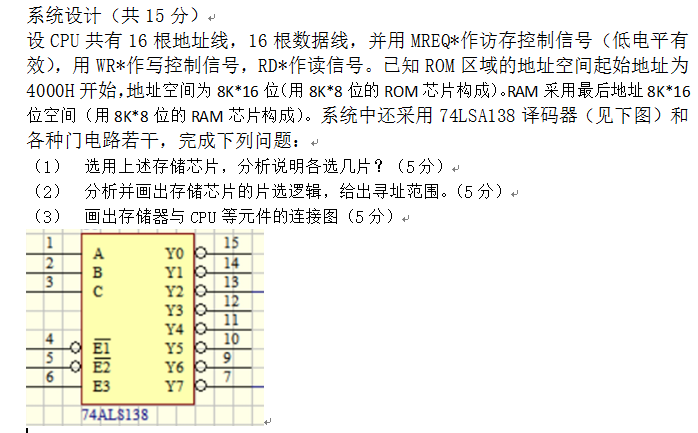 系统设计（共 15 分）
设 CPU 共有 16 根地址线，16 根数据线，并用 MREQ*作访存控制信号（低电平有
效），用 WR*作写控制信号，RD*作读信号。已知 ROM 区域的地址空间起始地址为
4000H 开始，地址空间为 8K*16 位（用 8K*8 位的 ROM 芯片构成）。RAM 采用最后地址 8K*16
位空间（用 8K*8 位的 RAM 芯片构成）。系统中还采用 74LSA138 译码器（见下图）和
各种门电路若干，完成下列问题：
（1） 选用上述存储芯片，分析说明各选几片？（5 分）
（2） 分析并画出存储芯片的片选逻辑，给出寻址范围。（5 分）
（3） 画出存储器与 CPU 等元件的连接图（5 分）
1 A Y0 15
2 B Y1 14
3 C Y2 13
Y3 12
Y4 11
4 E1 Y5 10
5 E2 Y6 9
6 E3 Y7 7
74ALS138